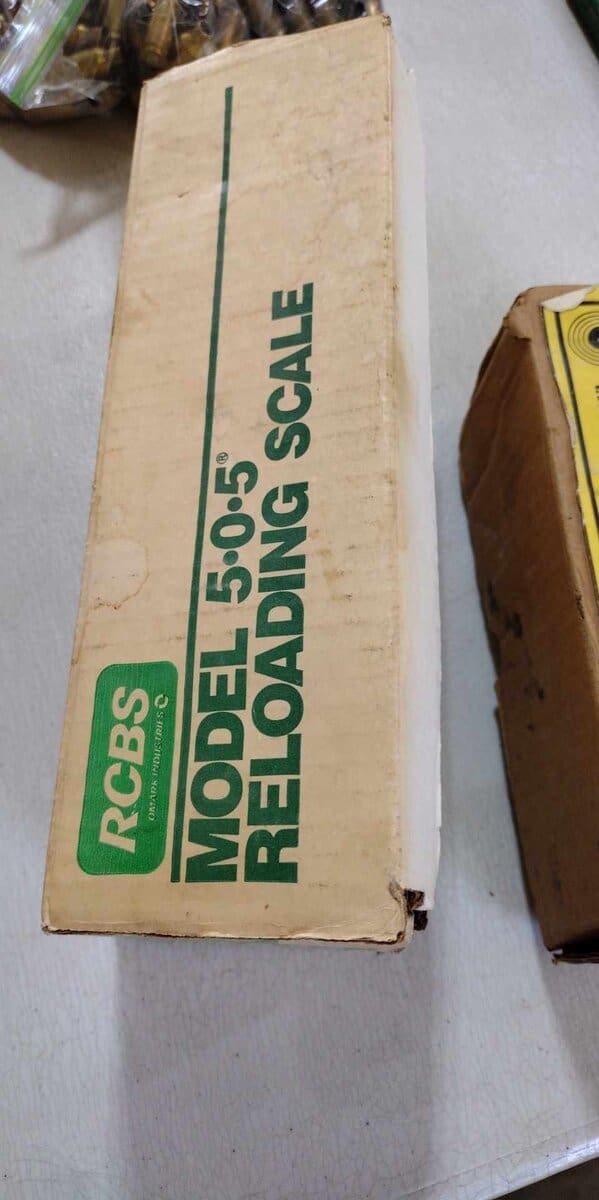 RCBS
OMARK INDUSTRIES
MODEL 5•0•5®
RELOADING SCALE